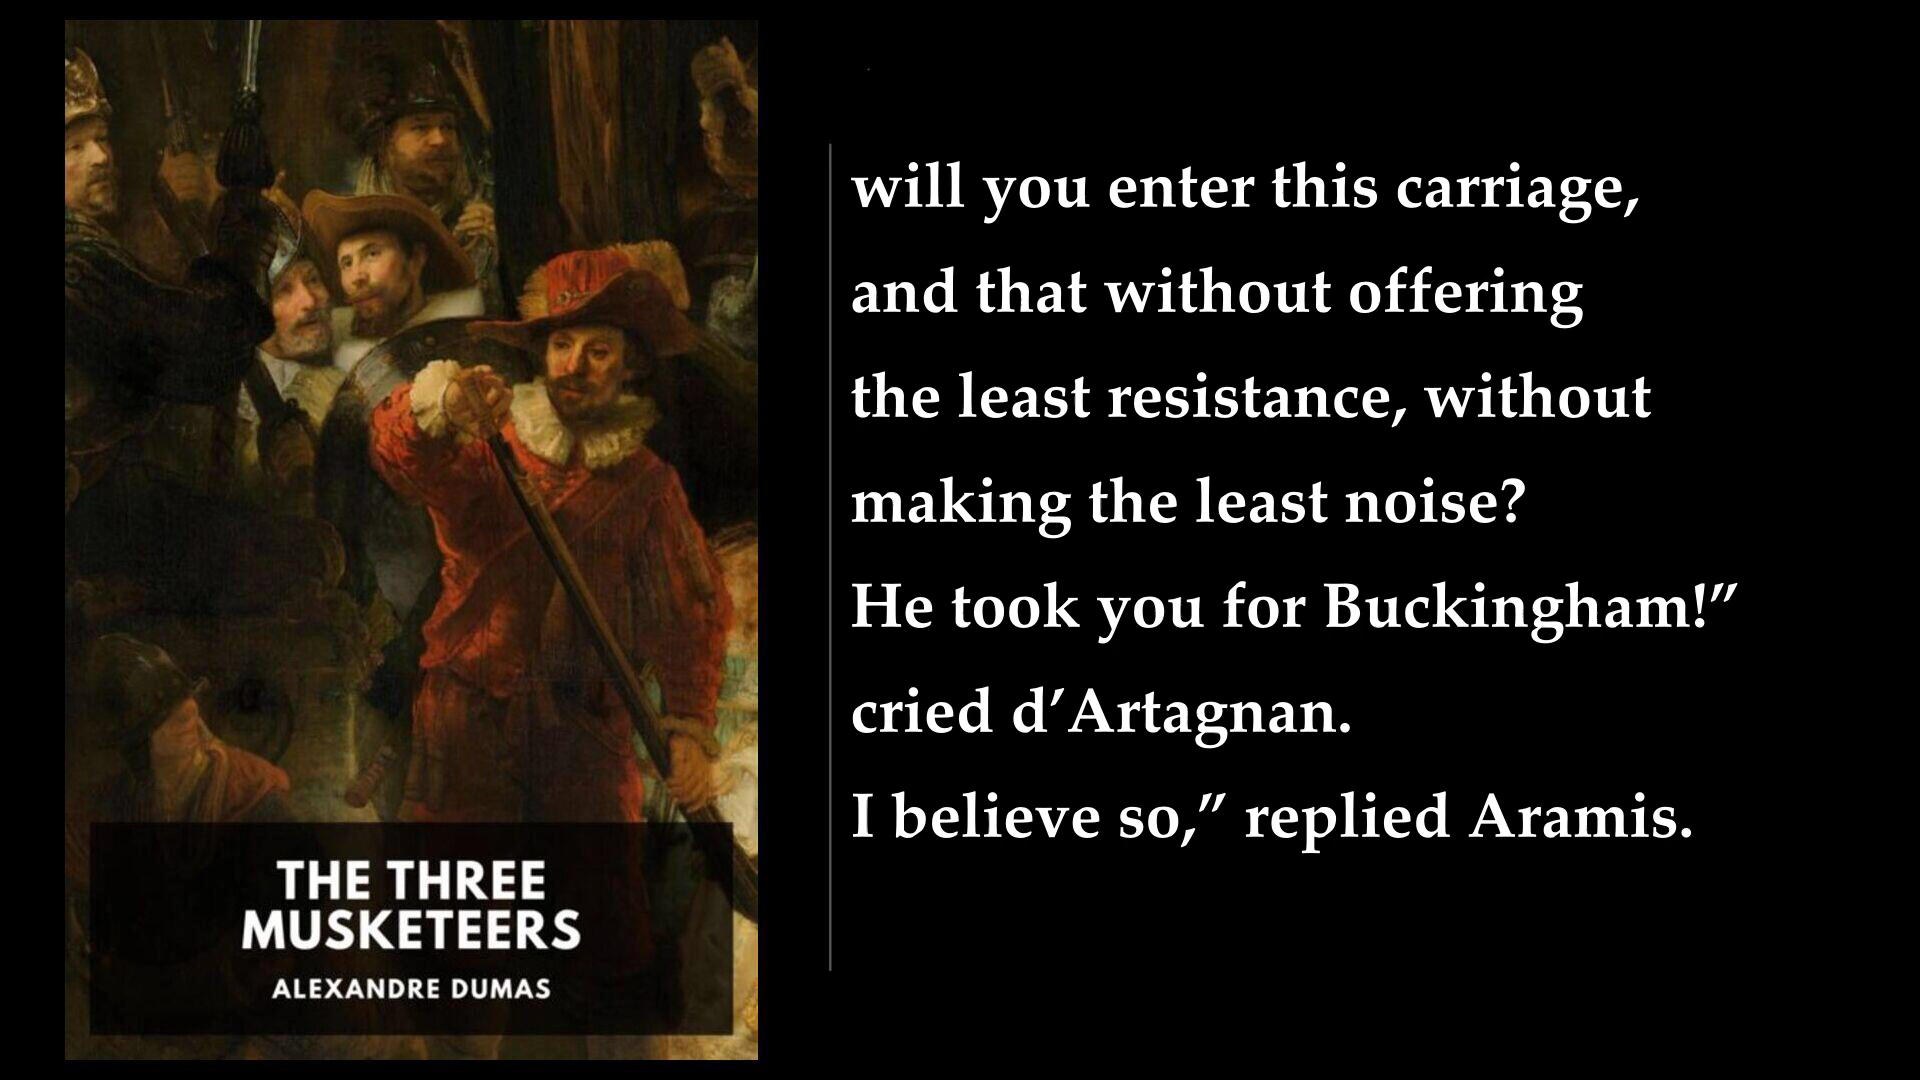 THE THREE
MUSKETEERS
ALEXANDRE DUMAS
will you enter this carriage,
and that without offering
the least resistance, without
making the least noise?
He took you for Buckingham!”
cried d’Artagnan.
I believe so,” replied Aramis.